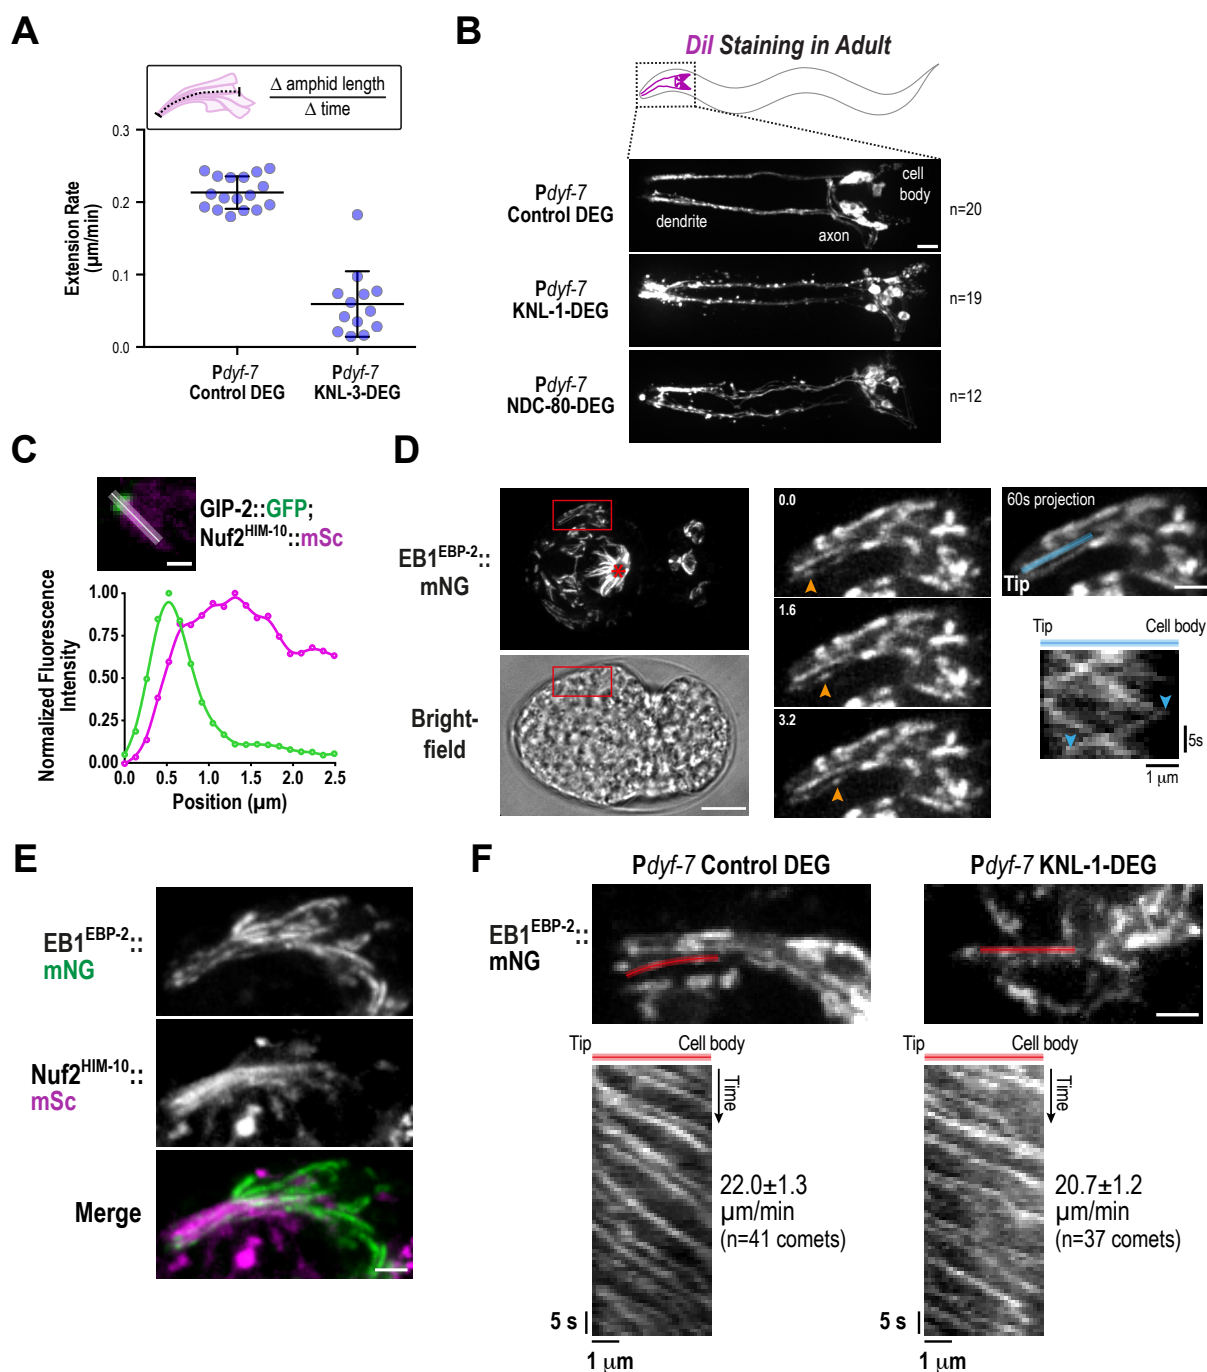 A
Δ amphid length
Δ time
0.3
0.2
0.1
0.0
Extension Rate
(µm/min)
Pdyf-7
Control DEG
Pdyf-7
KNL-3-DEG
B
DiI Staining in Adult
Pdyf-7
Control DEG
cell
body
dendrite
axon
n=20
Pdyf-7
KNL-1-DEG
n=19
Pdyf-7
NDC-80-DEG
n=12
C
GIP-2::GFP;
Nuf2HIM-10::mSc
Normalized Fluorescence
Intensity
1.00
0.75
0.50
0.25
0.00
0.0 0.5 1.0 1.5 2.0 2.5
Position (µm)
D
EB1EBP-2::
mNG
*
Bright-
field
0.0
1.6
3.2
60s projection
Tip
Tip Cell body
5s
1 µm
E
EB1EBP-2::
mNG
Nuf2HIM-10::
mSc
Merge
F
Pdyf-7 Control DEG
Pdyf-7 KNL-1-DEG
EB1EBP-2::
mNG
Tip Cell body
Time
22.0±1.3
µm/min
(n=41 comets)
5 s
1 µm
Tip Cell body
Time
20.7±1.2
µm/min
(n=37 comets)
5 s
1 µm